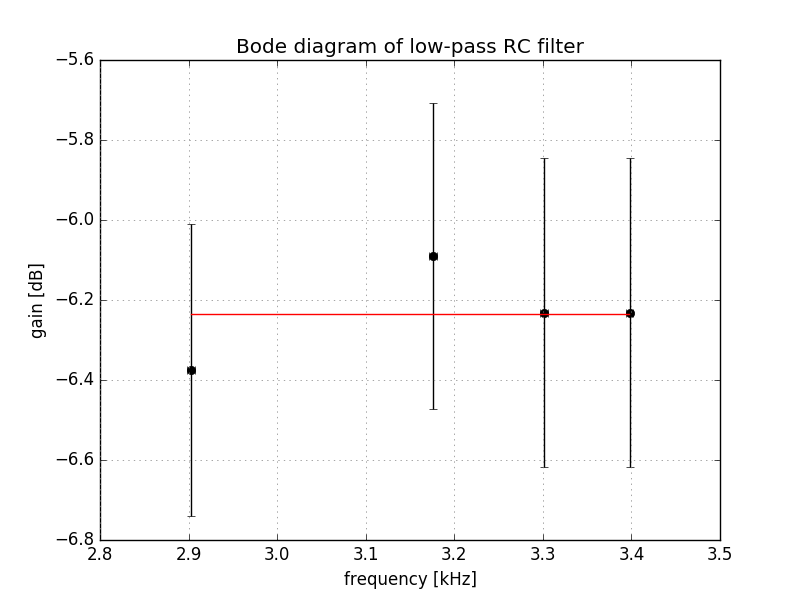 Bode diagram of low-pass RC filter
−5.6
−5.8
−6.0
−6.2
−6.4
−6.6
−6.8
gain [dB]
2.8 2.9 3.0 3.1 3.2 3.3 3.4 3.5
frequency [kHz]